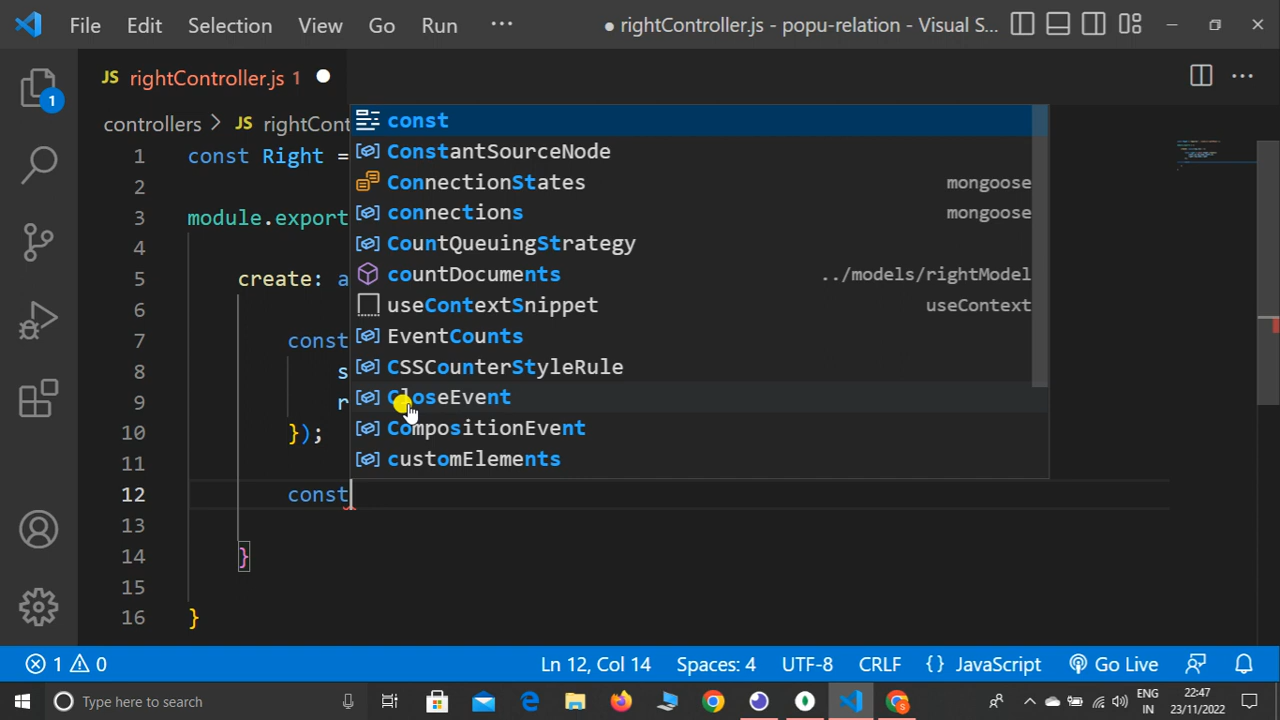 File Edit Selection View Go Run ··· ● rightController.js - popu-relation - Visual S...
JS rightController.js 1 ●
controllers > JS rightCont
1 const Right =
2
3 module.export
4
5 create: a
6
7 const
8 s
9 r
10 });
11
12 const
13
14 }
15
16 }
const
ConstantSourceNode
ConnectionStates mongoose
connections mongoose
CountQueuingStrategy
countDocuments ../models/rightModel
useContextSnippet useContext
EventCounts
CSSCounterStyleRule
CloseEvent
CompositionEvent
customElements
1 0 Ln 12, Col 14 Spaces: 4 UTF-8 CRLF {} JavaScript Go Live
Type here to search ENG IN 22:47 23/11/2022
1